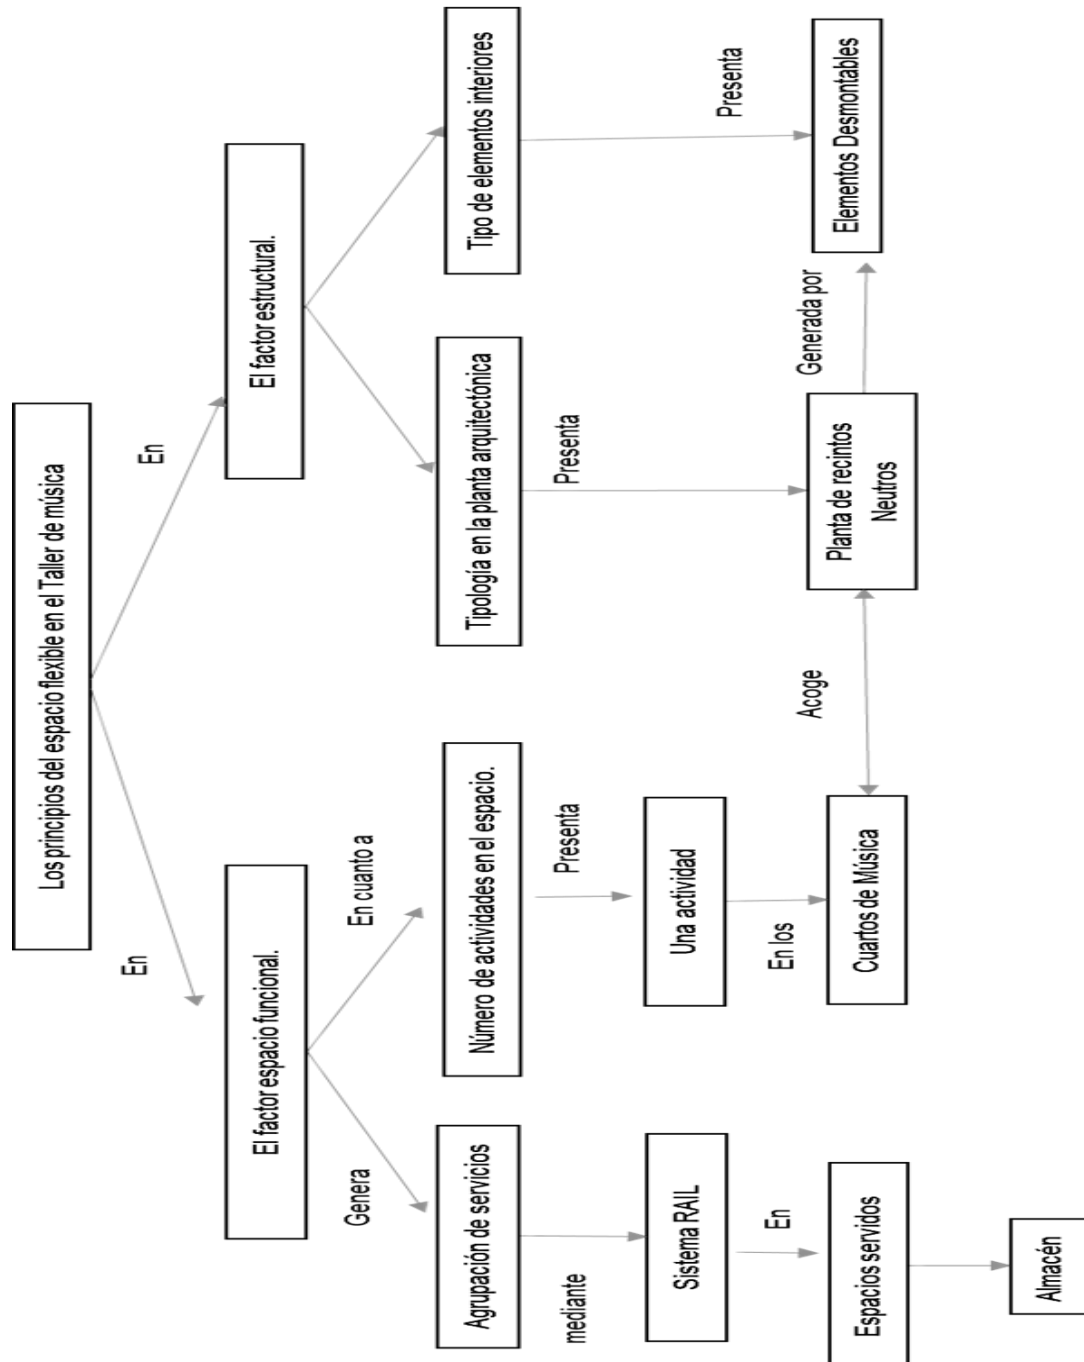 Los principios del espacio flexible en el Taller de música
En
En
El factor espacio funcional.
El factor estructural.
Genera
En cuanto a
Agrupación de servicios
Número de actividades en el espacio.
Tipología en la planta arquitectónica
Tipo de elementos interiores
mediante
Presenta
Presenta
Presenta
Sistema RAIL
Una actividad
En
En los
Espacios servidos
Cuartos de Música
Acoge
Planta de recintos
Neutros
Generada por
Elementos Desmontables
Almacén